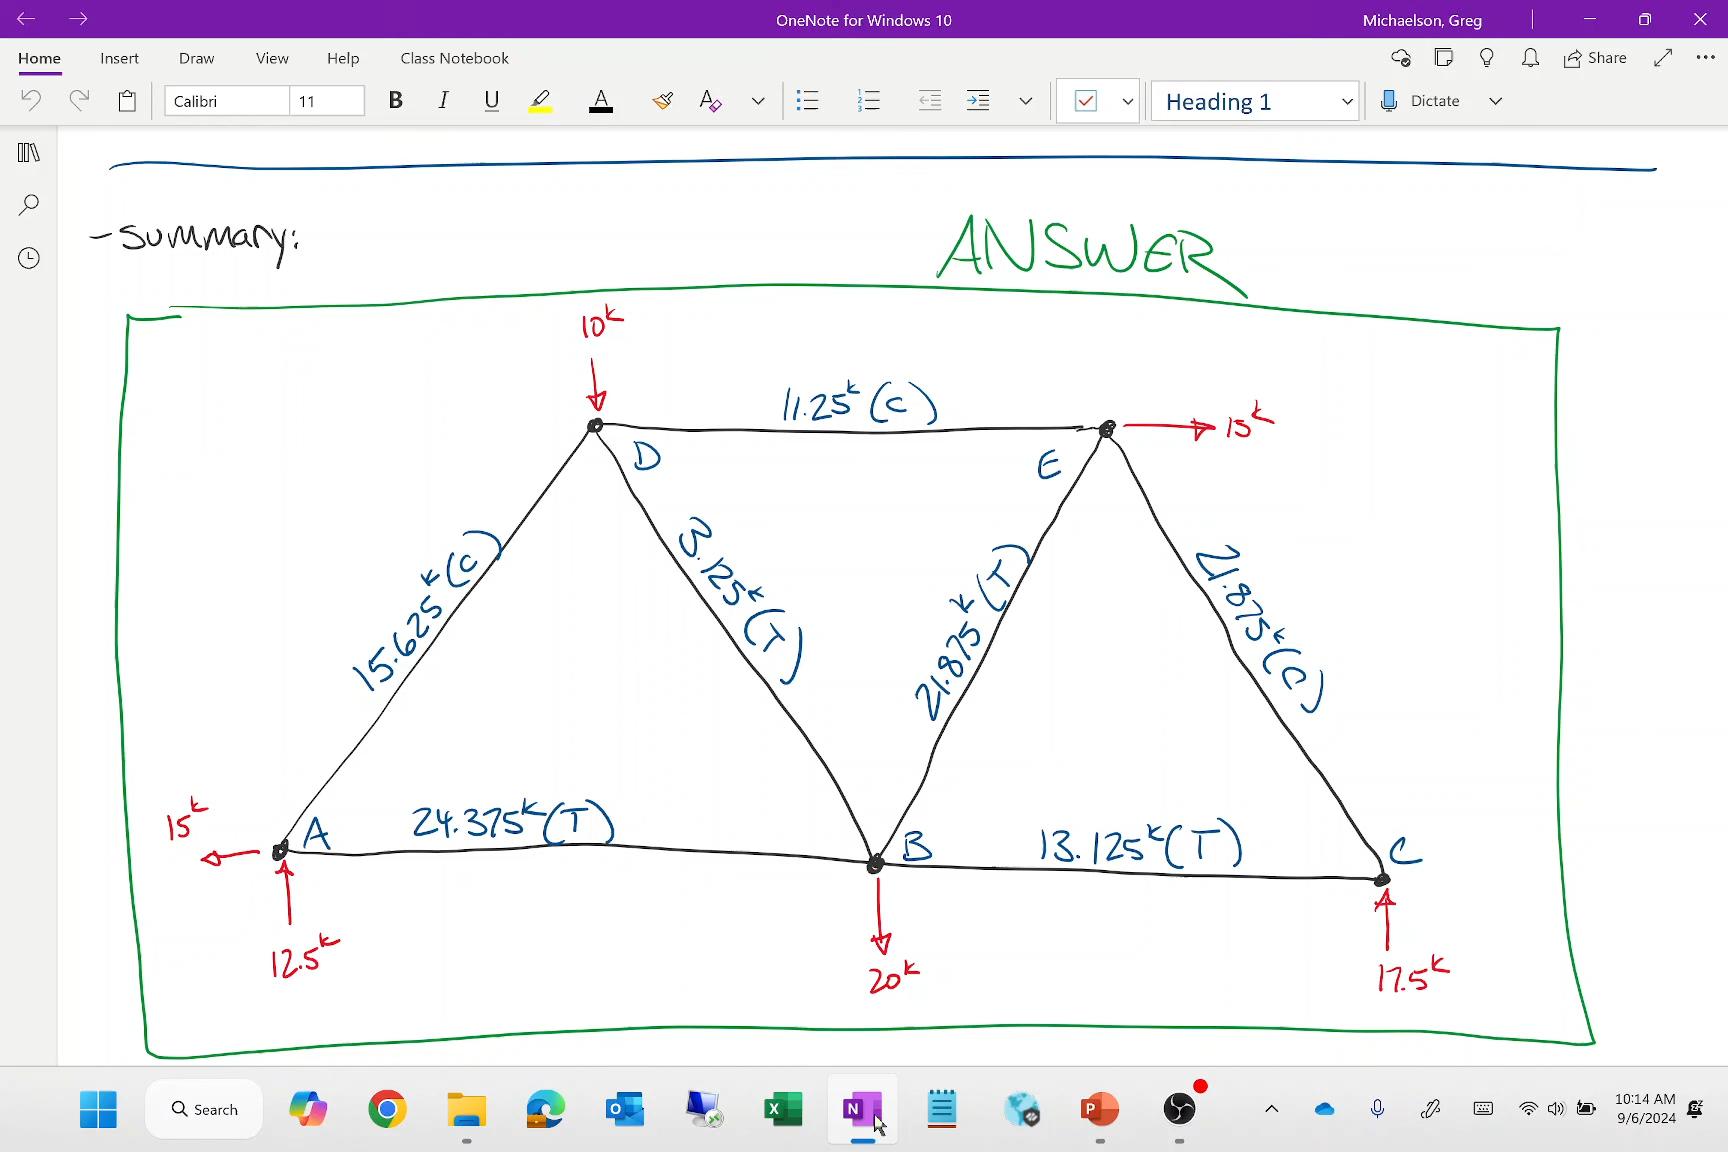 OneNote for Windows 10
Michaelson, Greg
Home Insert Draw View Help Class Notebook
Share
Calibri 11 B I U A Heading 1 Dictate
-summary:
ANSWER
10k
11.25k (C)
15k
D
E
15.625k (C)
3.125k (T)
21.875k (T)
21.875k (C)
15k
A
24.375k (T)
B
13.125k (T)
C
12.5k
20k
17.5k
Search
10:14 AM
9/6/2024